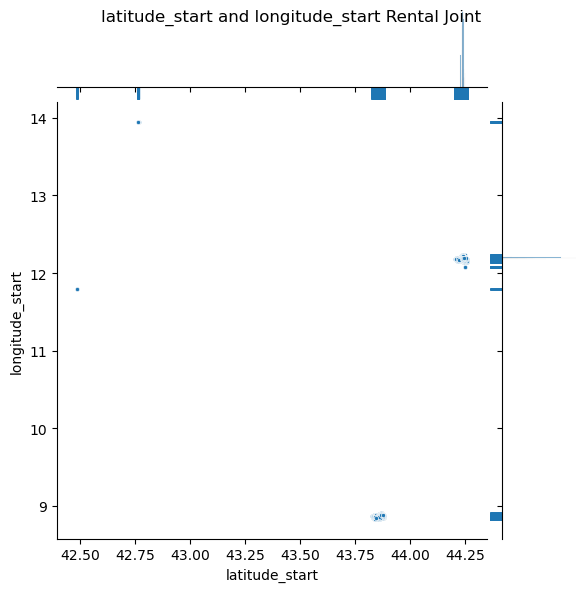 latitude_start and longitude_start Rental Joint
14
13
12
11
10
9
longitude_start
42.50 42.75 43.00 43.25 43.50 43.75 44.00 44.25
latitude_start